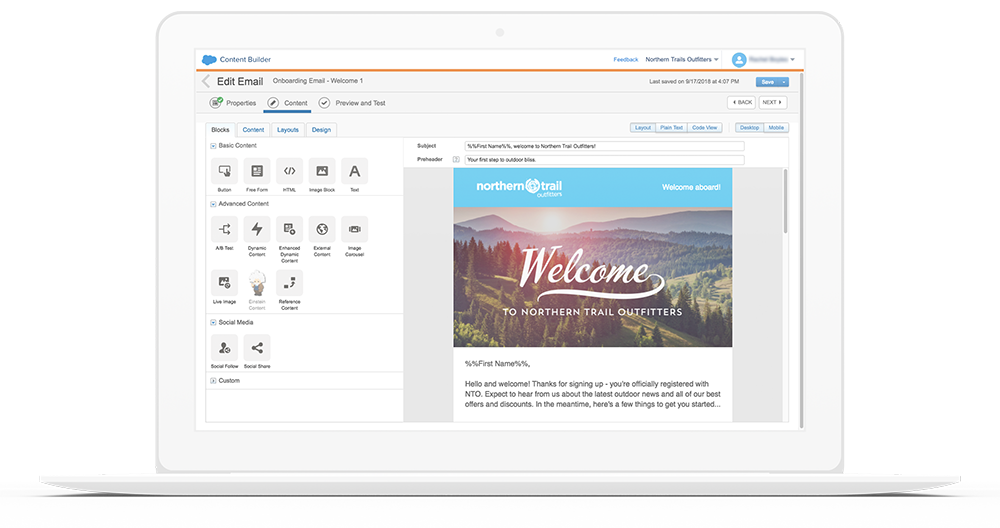 Content Builder
Feedback
Northern Trails Outfitters
Edit Email
Onboarding Email - Welcome 1
Last saved on 9/17/2018 at 4:07 PM
Save
Properties
Content
Preview and Test
BACK
NEXT
Blocks
Content
Layouts
Design
Layout
Plain Text
Code View
Desktop
Mobile
Basic Content
Button
Free Form
HTML
Image Block
Text
Advanced Content
A/B Test
Dynamic
Content
Enhanced
Dynamic
Content
External
Content
Image
Carousel
Live Image
Einstein
Content
Reference
Content
Social Media
Social Follow
Social Share
Custom
Subject
%%First Name%%, welcome to Northern Trail Outfitters!
Preheader
Your first step to outdoor bliss.
northern trail
outfitters
Welcome aboard!
Welcome
TO NORTHERN TRAIL OUTFITTERS
%%First Name%%,
Hello and welcome! Thanks for signing up - you're officially registered with
NTO. Expect to hear from us about the latest outdoor news and all of our best
offers and discounts. In the meantime, here's a few things to get you started...